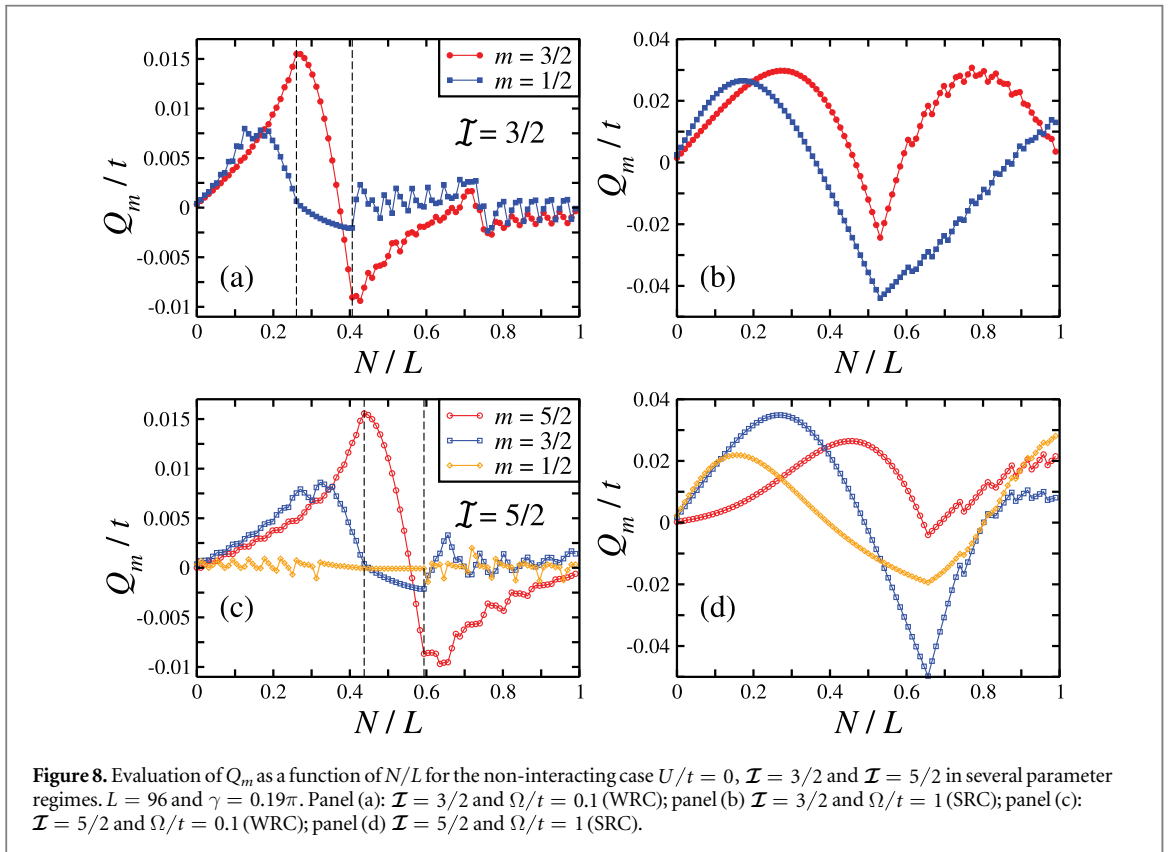 0.015
0.01
0.005
0
-0.005
-0.01
Q_m / t
m = 3/2
m = 1/2
𝓘 = 3/2
(a)
0 0.2 0.4 0.6 0.8 1
N / L
0.04
0.02
0
-0.02
-0.04
Q_m / t
(b)
0 0.2 0.4 0.6 0.8 1
N / L
0.015
0.01
0.005
0
-0.005
-0.01
Q_m / t
m = 5/2
m = 3/2
m = 1/2
𝓘 = 5/2
(c)
0 0.2 0.4 0.6 0.8 1
N / L
0.04
0.02
0
-0.02
-0.04
Q_m / t
(d)
0 0.2 0.4 0.6 0.8 1
N / L
Figure 8. Evaluation of Q_m as a function of N/L for the non-interacting case U/t = 0, 𝓘 = 3/2 and 𝓘 = 5/2 in several parameter
regimes. L = 96 and γ = 0.19π. Panel (a): 𝓘 = 3/2 and Ω/t = 0.1 (WRC); panel (b) 𝓘 = 3/2 and Ω/t = 1 (SRC); panel (c):
𝓘 = 5/2 and Ω/t = 0.1 (WRC); panel (d) 𝓘 = 5/2 and Ω/t = 1 (SRC).